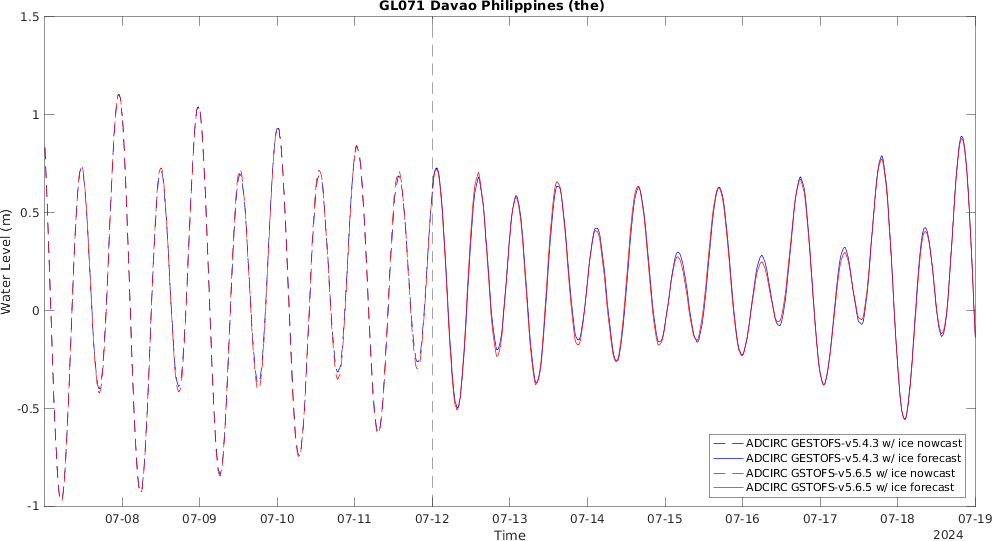 GL071 Davao Philippines (the)
1.5
1
0.5
0
-0.5
-1
Water Level (m)
07-08 07-09 07-10 07-11 07-12 07-13 07-14 07-15 07-16 07-17 07-18 07-19
Time
2024
ADCIRC GESTOFS-v5.4.3 w/ ice nowcast
ADCIRC GESTOFS-v5.4.3 w/ ice forecast
ADCIRC GSTOFS-v5.6.5 w/ ice nowcast
ADCIRC GSTOFS-v5.6.5 w/ ice forecast